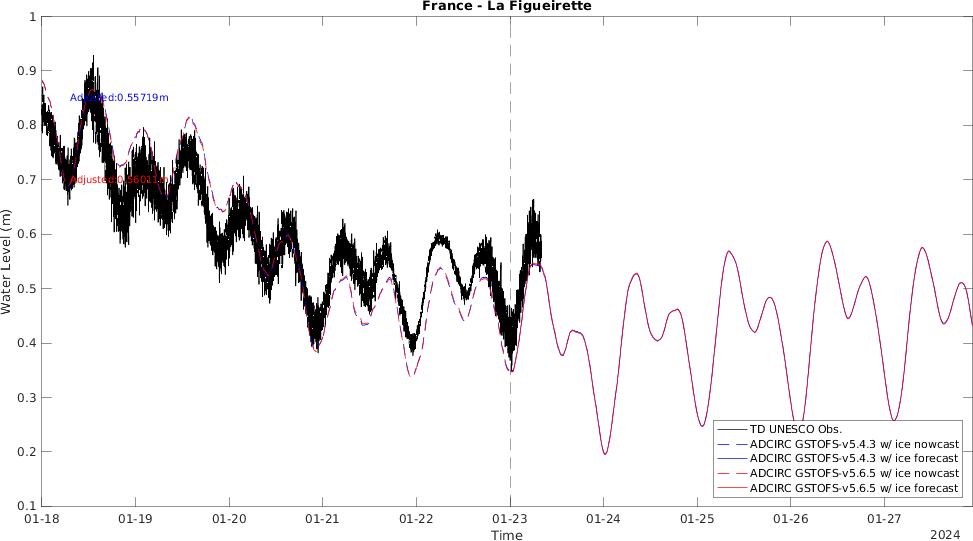 France - La Figueirette
1
0.9
0.8
0.7
0.6
0.5
0.4
0.3
0.2
0.1
Water Level (m)
Adjusted:0.55719m
TD UNESCO Obs.
ADCIRC GSTOFS-v5.4.3 w/ ice nowcast
ADCIRC GSTOFS-v5.4.3 w/ ice forecast
ADCIRC GSTOFS-v5.6.5 w/ ice nowcast
ADCIRC GSTOFS-v5.6.5 w/ ice forecast
01-18 01-19 01-20 01-21 01-22 01-23 01-24 01-25 01-26 01-27
Time
2024